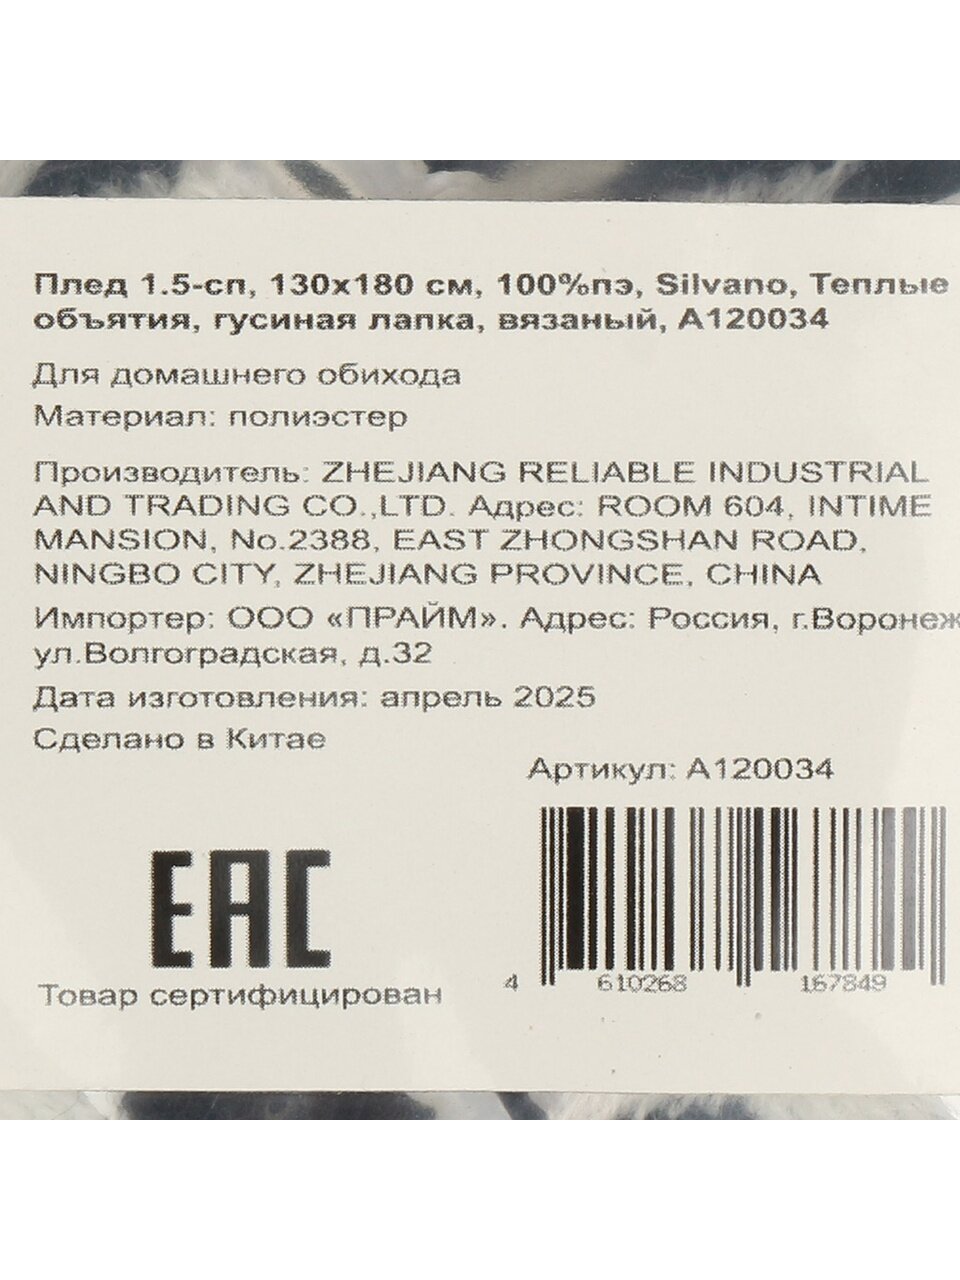 Плед 1.5-сп, 130х180 см, 100%пэ, Silvano, Теплые
объятия, гусиная лапка, вязаный, А120034
Для домашнего обихода
Материал: полиэстер
Производитель: ZHEJIANG RELIABLE INDUSTRIAL
AND TRADING CO.,LTD. Адрес: ROOM 604, INTIME
MANSION, No.2388, EAST ZHONGSHAN ROAD,
NINGBO CITY, ZHEJIANG PROVINCE, CHINA
Импортер: ООО «ПРАЙМ». Адрес: Россия, г.Воронеж
ул.Волгоградская, д.32
Дата изготовления: апрель 2025
Сделано в Китае
Артикул: А120034
ЕАС
Товар сертифицирован
4 610268 167849